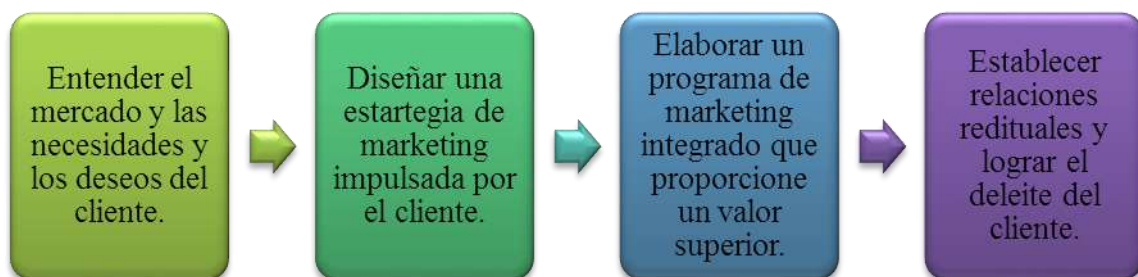 Entender el
mercado y las
necesidades y
los deseos del
cliente.
Diseñar una
estartegia de
marketing
impulsada por
el cliente.
Elaborar un
programa de
marketing
integrado que
proporcione
un valor
superior.
Establecer
relaciones
redituales y
lograr el
deleite del
cliente.